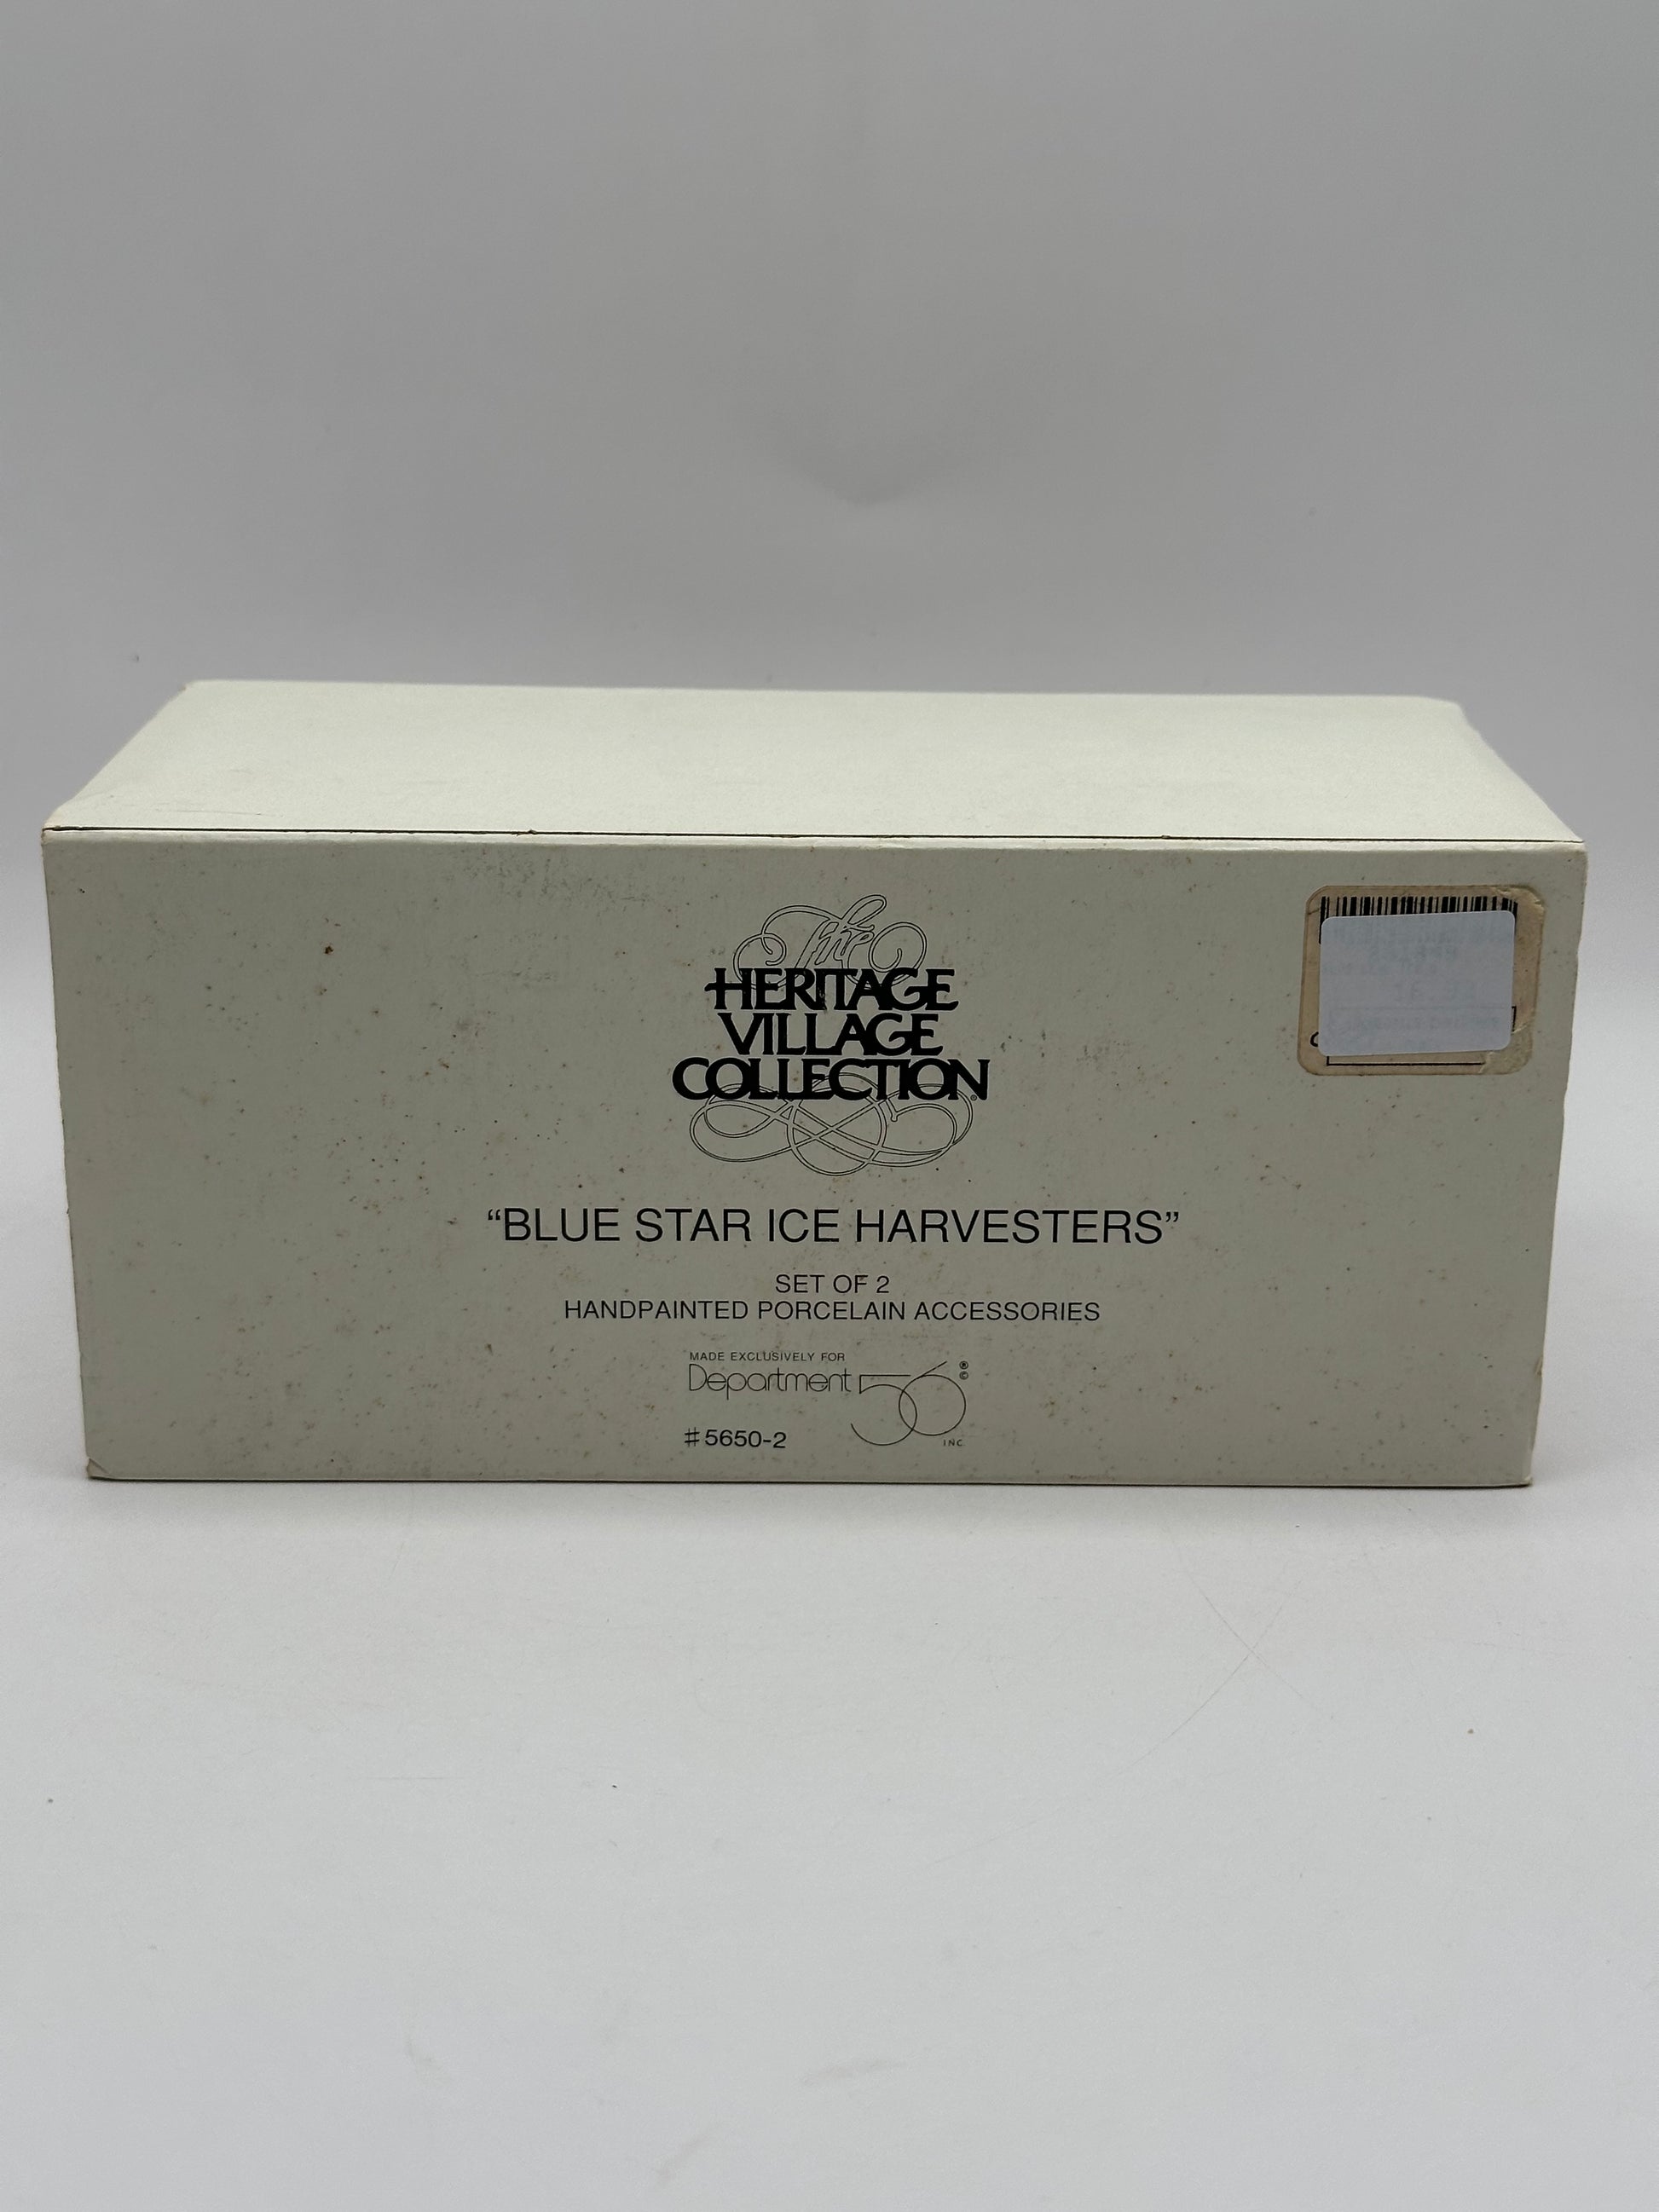 The
HERITAGE
VILLAGE
COLLECTION®
“BLUE STAR ICE HARVESTERS”
SET OF 2
HANDPAINTED PORCELAIN ACCESSORIES
MADE EXCLUSIVELY FOR
Department 56 ® ©
INC
#5650-2